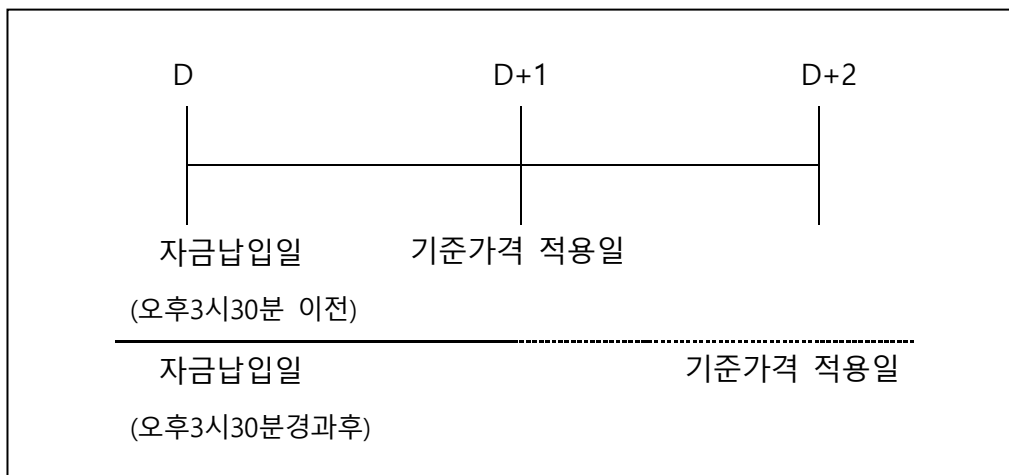 D D+1 D+2
자금납입일 기준가격 적용일
(오후3시30분 이전)
자금납입일 기준가격 적용일
(오후3시30분경과후)